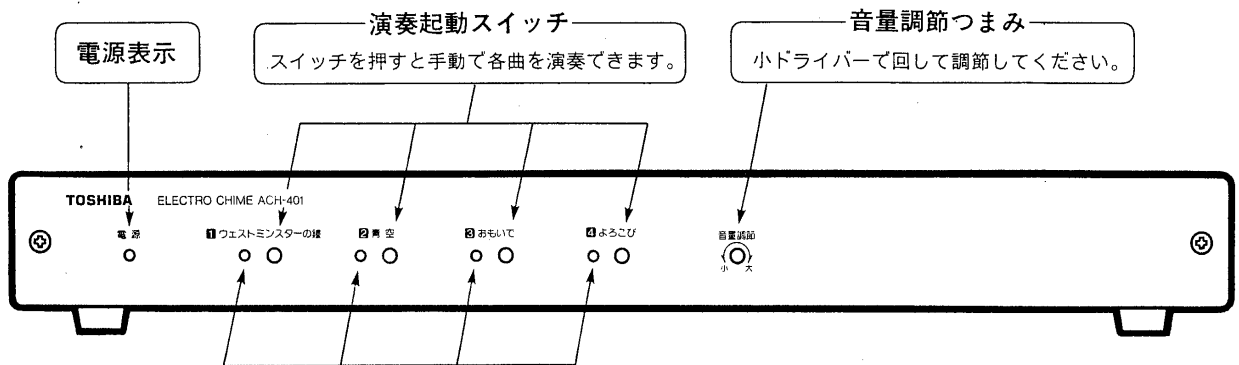 電源表示
演奏起動スイッチ
スイッチを押すと手動で各曲を演奏できます。
音量調節つまみ
小ドライバーで回して調節してください。
TOSHIBA ELECTRO CHIME ACH-401
電源
1 ウェストミンスターの鐘
2 青空
3 おもいで
4 よろこび
音量調節
小 大